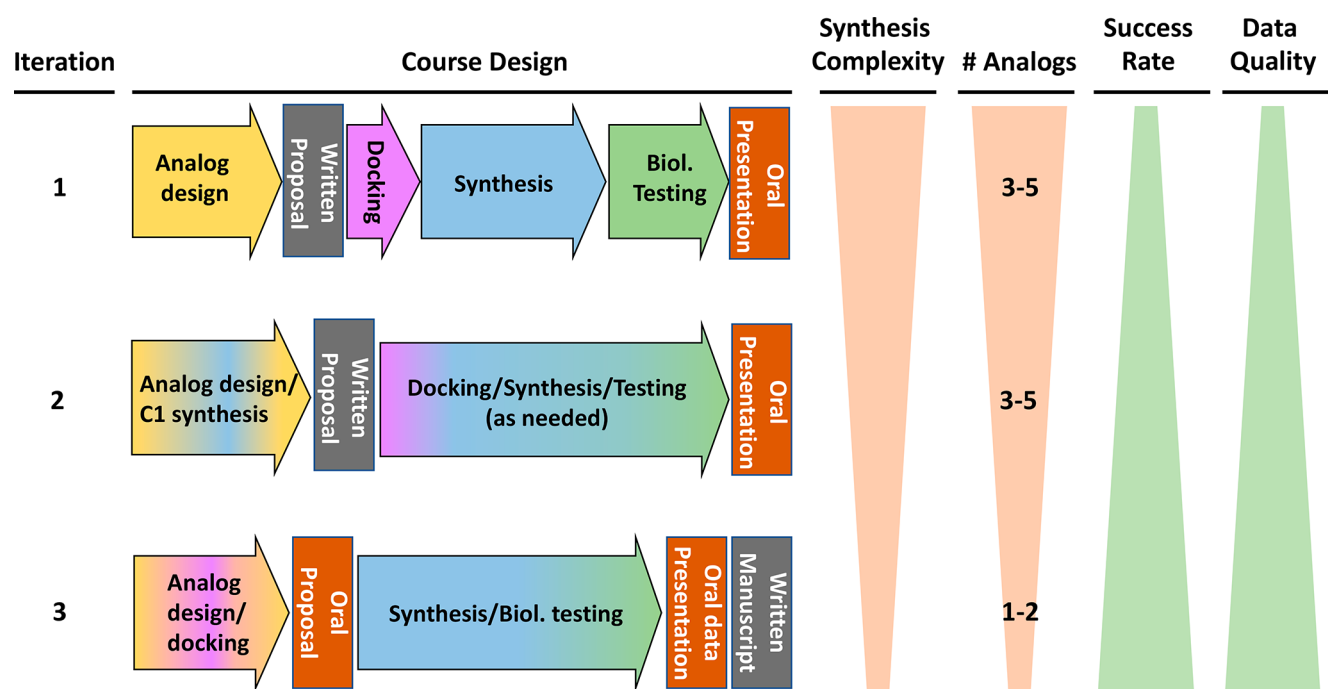 Iteration
Course Design
Synthesis
Complexity
# Analogs
Success
Rate
Data
Quality
1
Analog
design
Written
Proposal
Docking
Synthesis
Biol.
Testing
Oral
Presentation
3-5
2
Analog design/
C1 synthesis
Written
Proposal
Docking/Synthesis/Testing
(as needed)
Oral
Presentation
3-5
3
Analog
design/
docking
Oral
Proposal
Synthesis/Biol. testing
Oral data
Presentation
Written
Manuscript
1-2